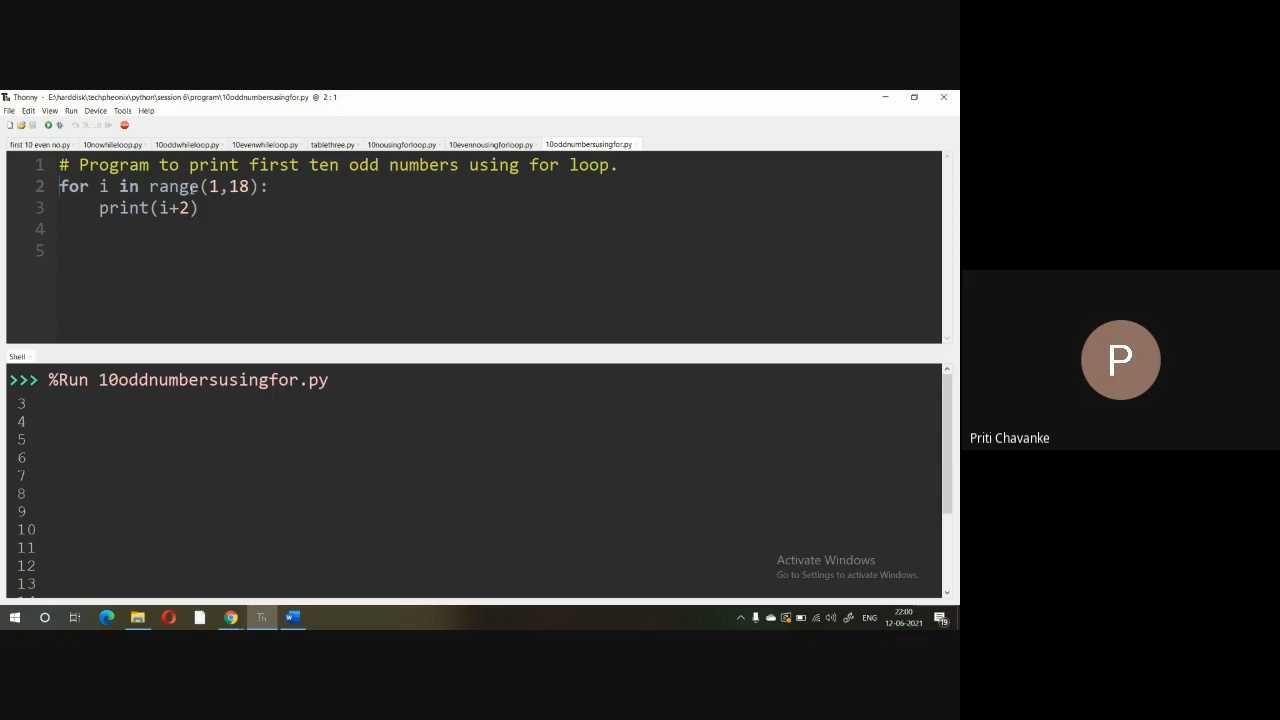 Thonny - E:\harddisk\techpheonix\python\session 6\program\10oddnumbersusingfor.py @ 2 : 1
File Edit View Run Device Tools Help
first 10 even no.py 10nowhileloop.py 10oddwhileloop.py 10evenwhileloop.py tablethree.py 10nousingforloop.py 10evennousingforloop.py 10oddnumbersusingfor.py
1 # Program to print first ten odd numbers using for loop.
2 for i in range(1,18):
3 print(i+2)
4
5
Shell
>>> %Run 10oddnumbersusingfor.py
3
4
5
6
7
8
9
10
11
12
13
Activate Windows
Go to Settings to activate Windows.
P
Priti Chavanke
Th
ENG
22:00
12-06-2021
19